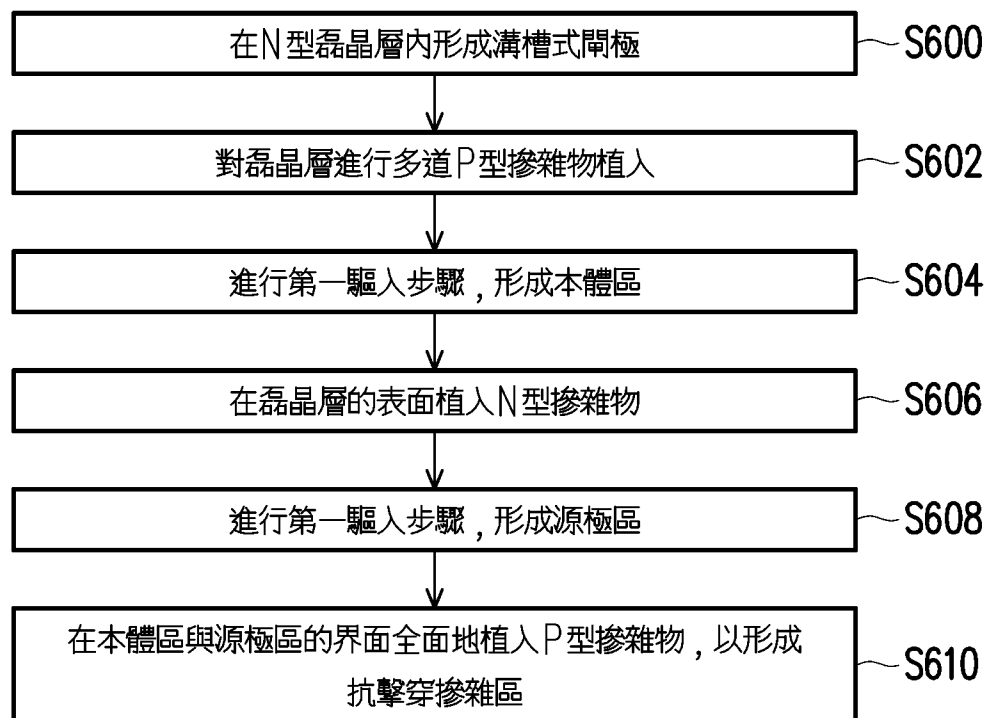 在N型磊晶層內形成溝槽式閘極
S600
對磊晶層進行多道P型摻雜物植入
S602
進行第一驅入步驟,形成本體區
S604
在磊晶層的表面植入N型摻雜物
S606
進行第一驅入步驟,形成源極區
S608
在本體區與源極區的界面全面地植入P型摻雜物,以形成
抗擊穿摻雜區
S610